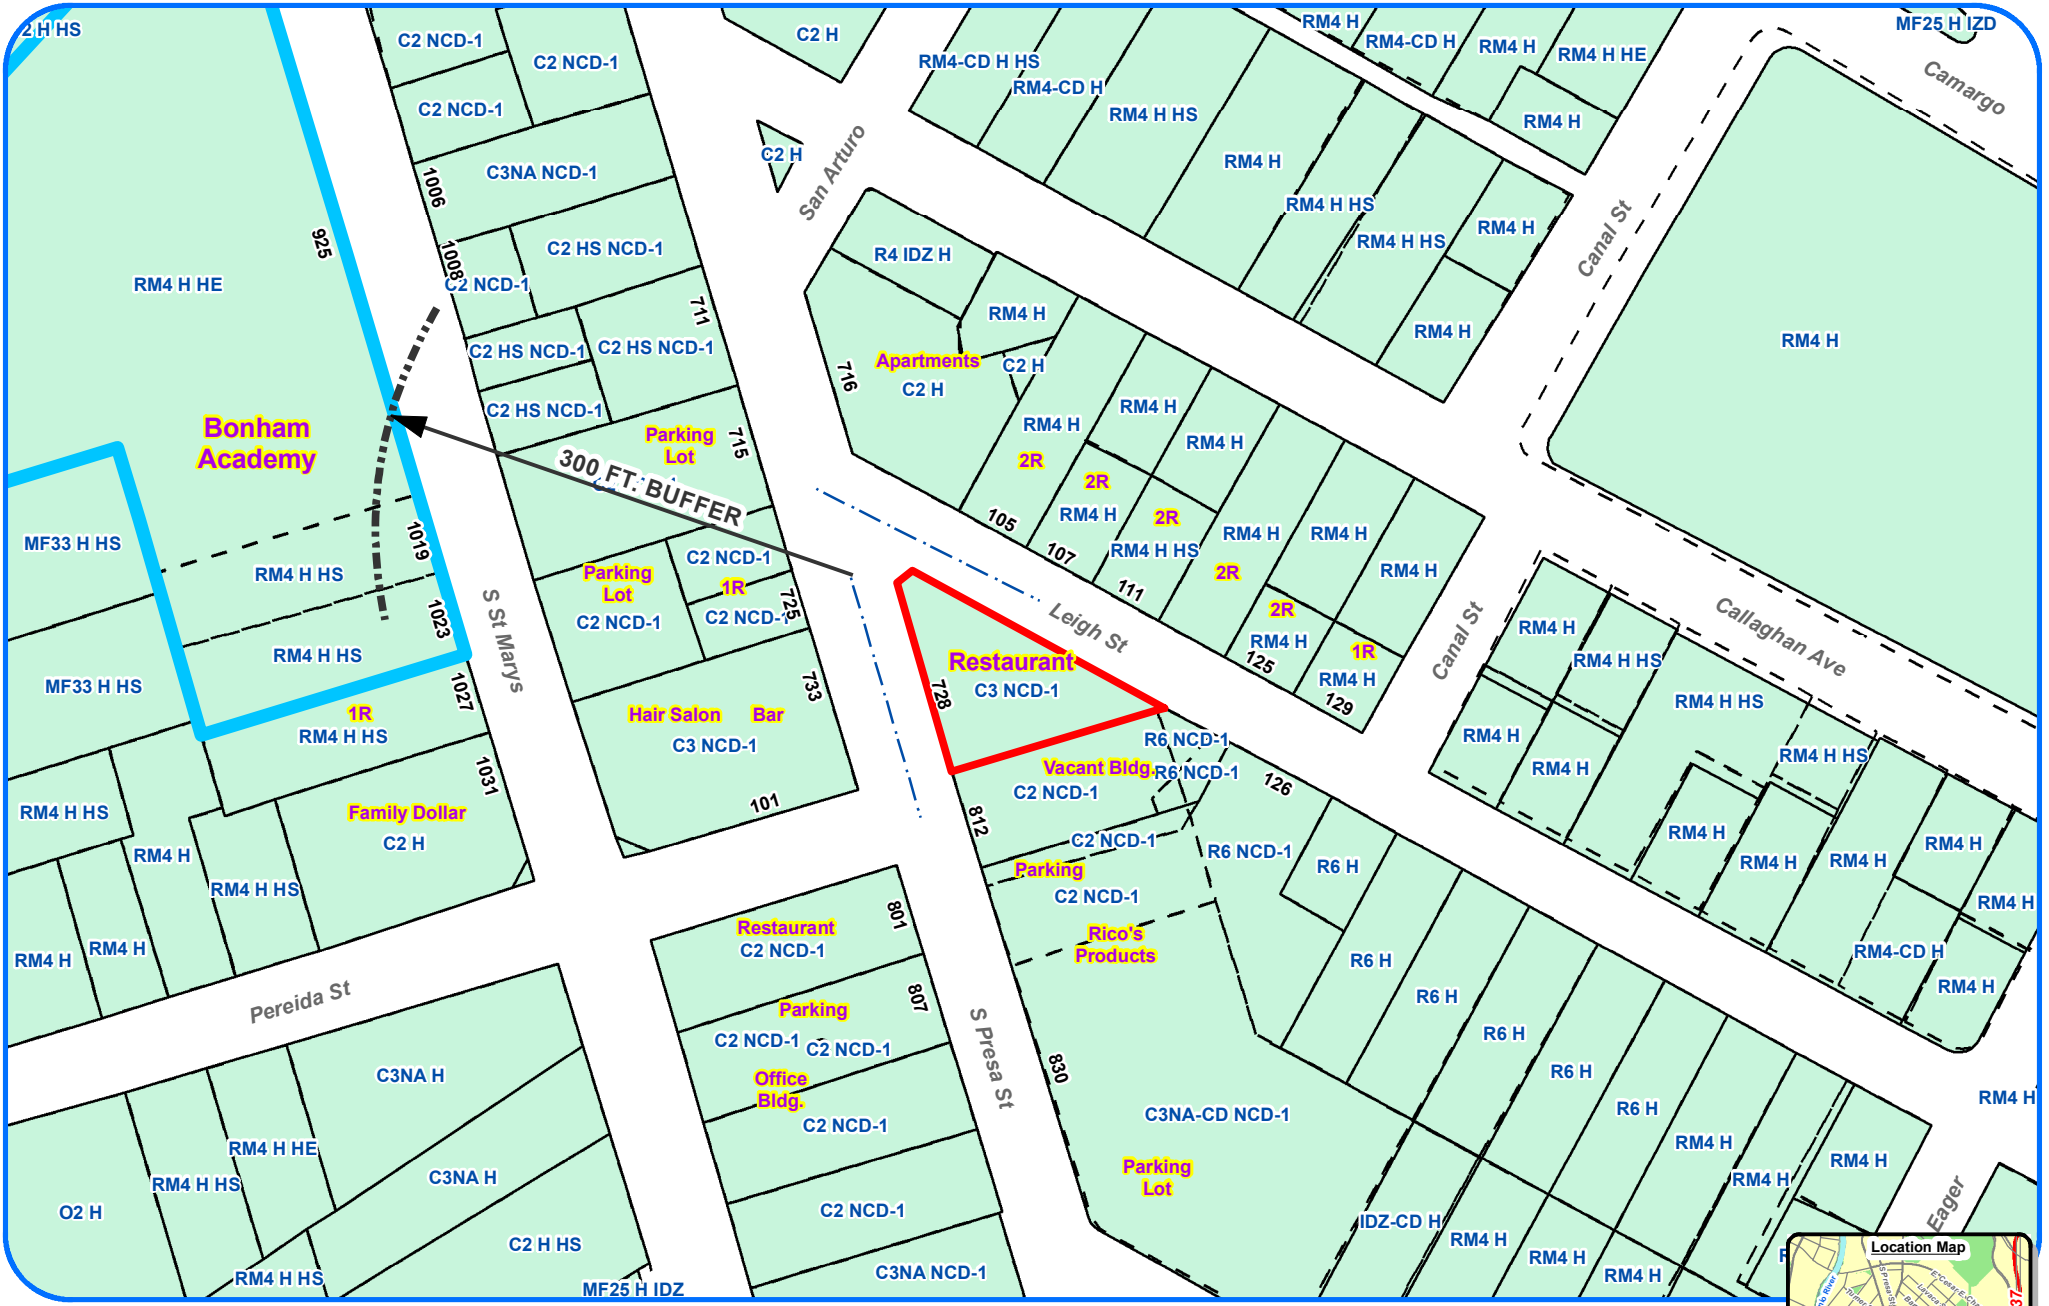 2 H HS
C2 NCD-1
C2 NCD-1
C2 H
RM4 H
RM4-CD H
RM4 H
RM4 H HE
MF25 H IZD
Camargo
RM4-CD H HS
RM4-CD H
RM4 H HS
C2 NCD-1
RM4 H
C2 H
San Arturo
C3NA NCD-1
1006
RM4 H
RM4 H HS
RM4 H HS
RM4 H
Canal St
925
RM4 H HE
1008
C2 NCD-1
C2 HS NCD-1
R4 IDZ H
711
RM4 H
RM4 H
RM4 H
C2 HS NCD-1
C2 HS NCD-1
716
Apartments
C2 H
C2 H
C2 HS NCD-1
RM4 H
RM4 H
RM4 H
Bonham
Academy
Parking
Lot
715
2R
300 FT. BUFFER
2R
RM4 H
2R
RM4 H HS
105
107
111
RM4 H
2R
RM4 H
RM4 H
MF33 H HS
1019
RM4 H HS
C2 NCD-1
1R
C2 NCD-1
725
Parking
Lot
C2 NCD-1
S St Marys
1023
RM4 H HS
Leigh St
2R
RM4 H
125
1R
RM4 H
129
Canal St
RM4 H
RM4 H HS
Callaghan Ave
Restaurant
C3 NCD-1
728
MF33 H HS
1027
1R
RM4 H HS
733
Hair Salon
Bar
C3 NCD-1
RM4 H HS
RM4 H
RM4 H
RM4 H HS
R6 NCD-1
R6 NCD-1
Vacant Bldg.
C2 NCD-1
126
1031
101
812
RM4 H HS
Family Dollar
C2 H
RM4 H
RM4 H HS
C2 NCD-1
Parking
C2 NCD-1
R6 NCD-1
R6 H
RM4 H
RM4 H
RM4 H
RM4 H
RM4 H
RM4 H
RM4 H
801
Restaurant
C2 NCD-1
Rico's
Products
R6 H
RM4-CD H
RM4 H
Pereida St
807
Parking
C2 NCD-1
C2 NCD-1
S Presa St
R6 H
R6 H
R6 H
R6 H
830
C3NA H
Office
Bldg.
C2 NCD-1
C3NA-CD NCD-1
RM4 H
RM4 H
RM4 H
RM4 H
RM4 H HE
RM4 H HS
C3NA H
Parking
Lot
O2 H
C2 NCD-1
IDZ-CD H
RM4 H
RM4 H
RM4 H
Eager
C2 H HS
RM4 H HS
MF25 H IDZ
C3NA NCD-1
Location Map
37